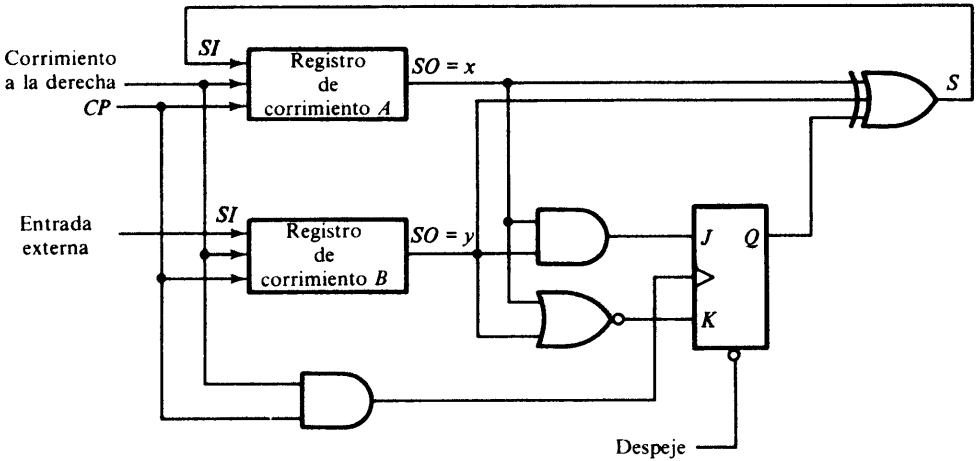 Corrimiento
a la derecha
CP
SI
Registro
de
corrimiento A
SO = x
S
Entrada
externa
SI
Registro
de
corrimiento B
SO = y
J
Q
K
Despeje